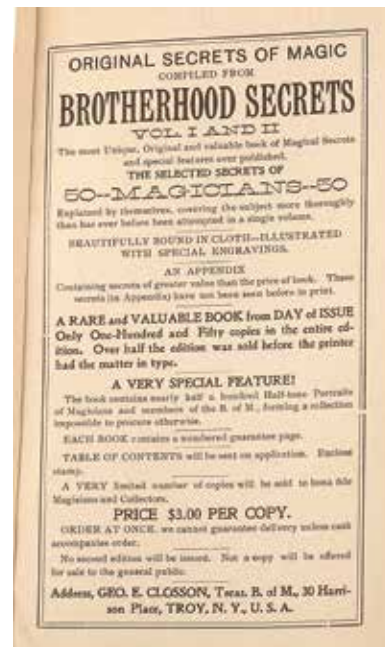 ORIGINAL SECRETS OF MAGIC
COMPILED FROM
BROTHERHOOD SECRETS
VOL. I AND II
The most Unique, Original and valuable book of Magical Secrets
and special features ever published.
THE SELECTED SECRETS OF
50--MAGICIANS--50
Explained by themselves, covering the subject more thoroughly
than has ever before been attempted in a single volume.
BEAUTIFULLY BOUND IN CLOTH—ILLUSTRATED
WITH SPECIAL ENGRAVINGS.
AN APPENDIX
Containing secrets of greater value than the price of book. These
secrets (in Appendix) have not been seen before in print.
A RARE and VALUABLE BOOK from DAY of ISSUE
Only One-Hundred and Fifty copies in the entire ed-
ition. Over half the edition was sold before the printer
had the matter in type.
A VERY SPECIAL FEATURE!
The book contains nearly half a hundred Half-tone Portraits
of Magicians and members of the B. of M., forming a collection
impossible to procure otherwise.
EACH BOOK contains a numbered guarantee page.
TABLE OF CONTENTS will be sent on application. Enclose
stamp.
A VERY limited number of copies will be sold to bona fide
Magicians and Collectors.
PRICE $3.00 PER COPY.
ORDER AT ONCE, we cannot guarantee delivery unless cash
accompanies order.
No second edition will be issued. Not a copy will be offered
for sale to the general public.
Address, GEO. E. CLOSSON, Treas. B. of M., 30 Harri-
son Place, TROY, N. Y., U. S. A.